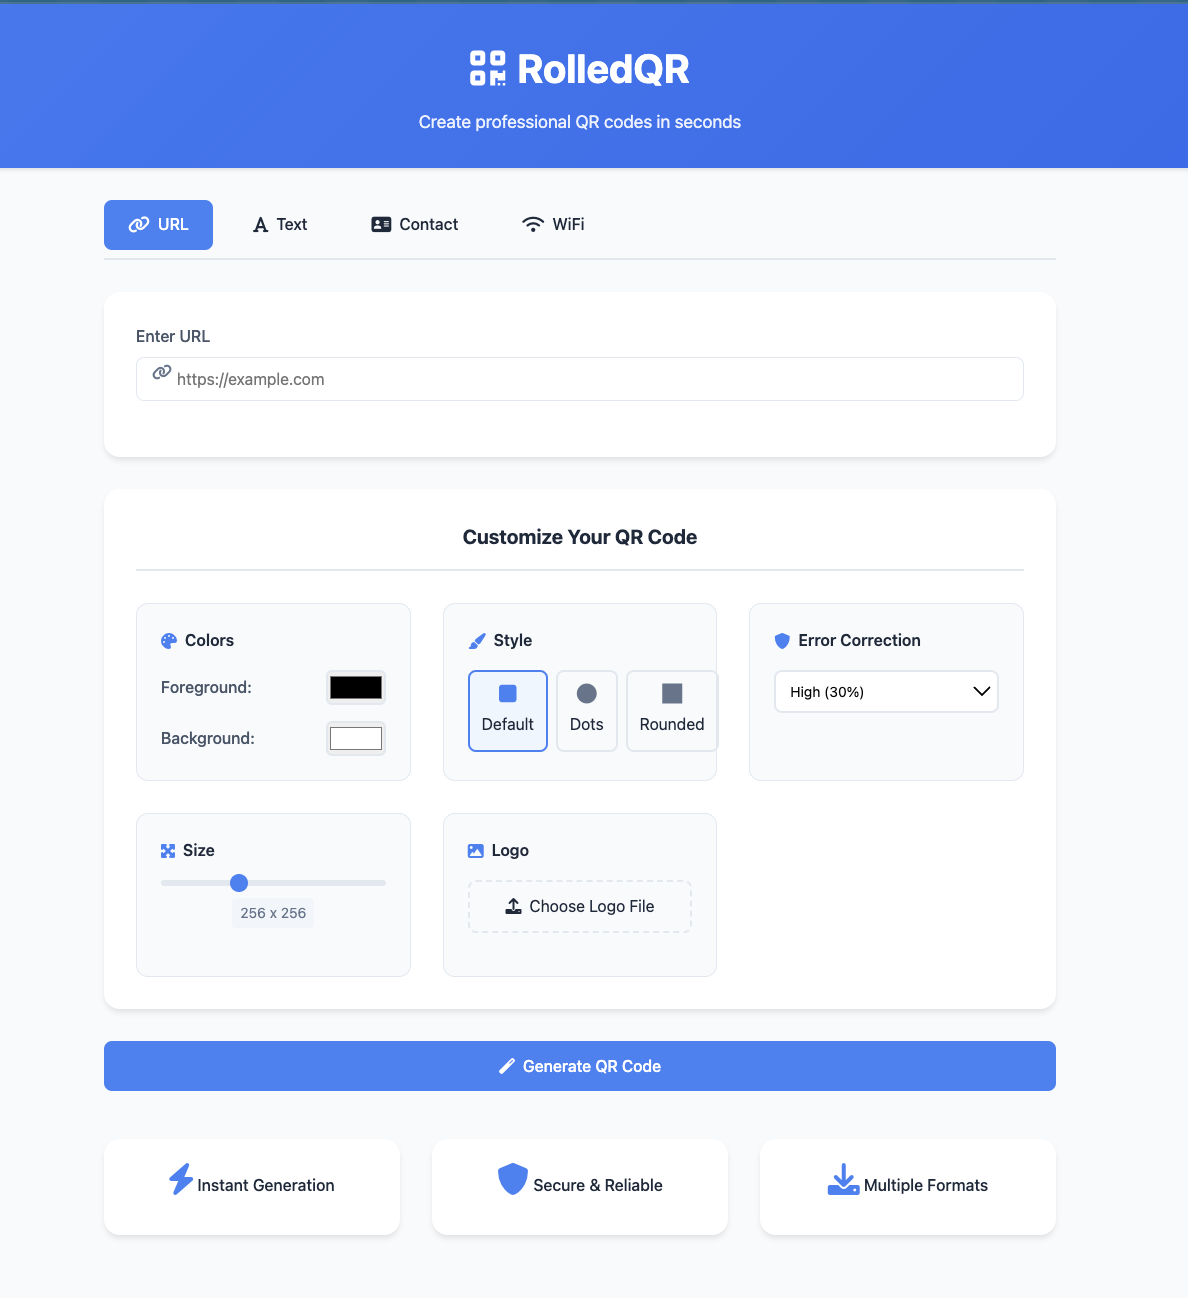 RolledQR
Create professional QR codes in seconds
URL Text Contact WiFi
Enter URL
https://example.com
Customize Your QR Code
Colors
Foreground:
Background:
Style
Default Dots Rounded
Error Correction
High (30%)
Size
256 x 256
Logo
Choose Logo File
Generate QR Code
Instant Generation
Secure & Reliable
Multiple Formats